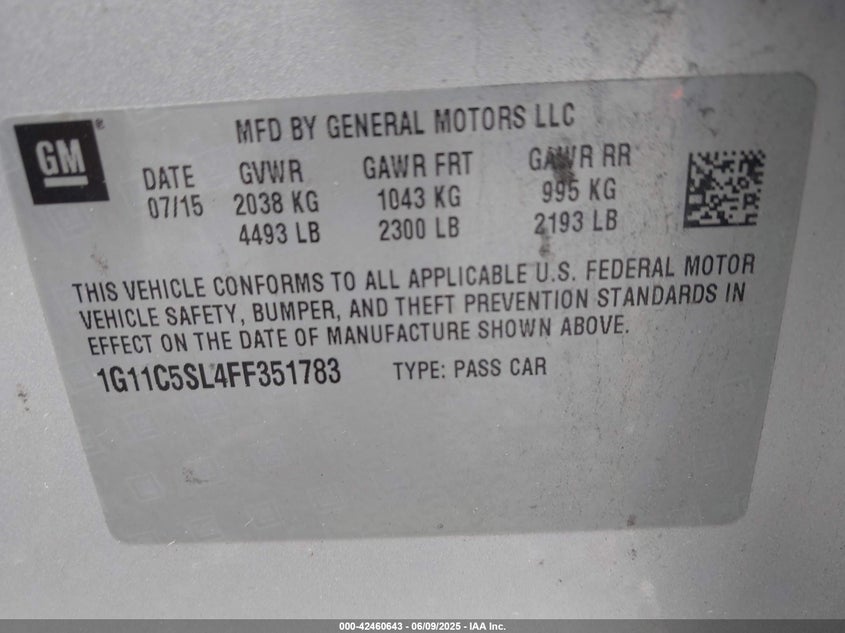 GM ®
MFD BY GENERAL MOTORS LLC
DATE GVWR GAWR FRT GAWR RR
07/15 2038 KG 1043 KG 995 KG
4493 LB 2300 LB 2193 LB
THIS VEHICLE CONFORMS TO ALL APPLICABLE U.S. FEDERAL MOTOR
VEHICLE SAFETY, BUMPER, AND THEFT PREVENTION STANDARDS IN
EFFECT ON THE DATE OF MANUFACTURE SHOWN ABOVE.
1G11C5SL4FF351783 TYPE: PASS CAR
000-42460643 - 06/09/2025 - IAA Inc.